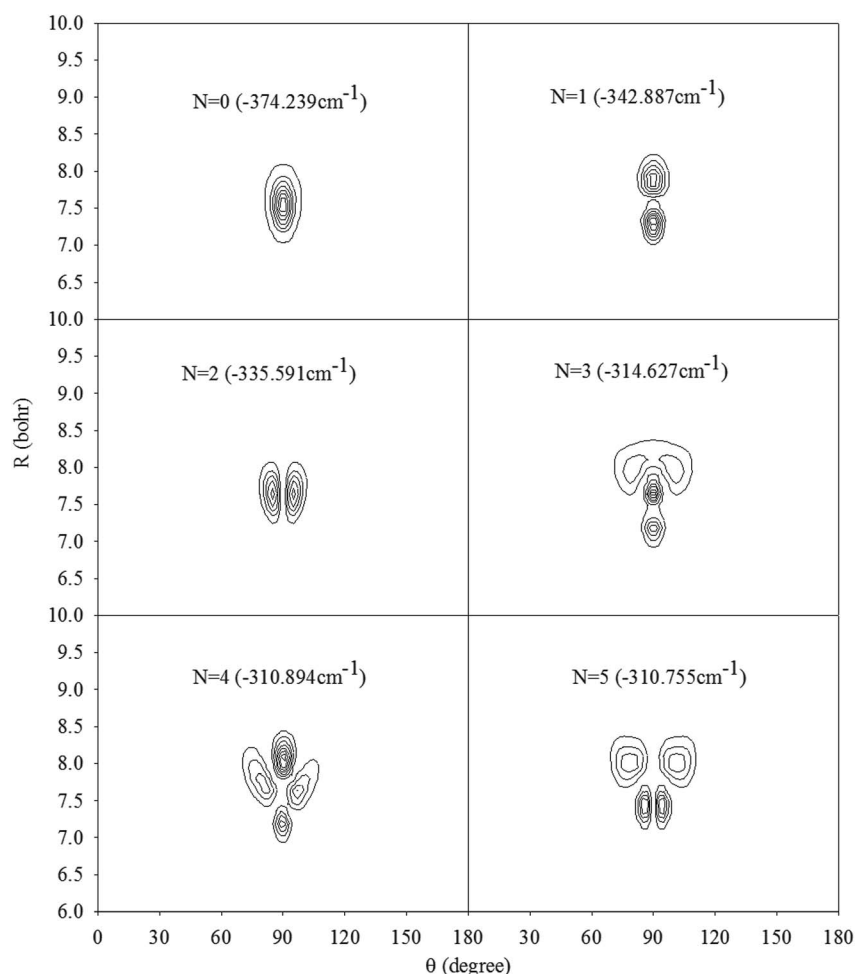 10.0
9.5
9.0
8.5
8.0
7.5
7.0
6.5
N=0 (-374.239cm-1)
N=1 (-342.887cm-1)
10.0
9.5
9.0
8.5
8.0
7.5
7.0
6.5
N=2 (-335.591cm-1)
N=3 (-314.627cm-1)
R (bohr)
10.0
9.5
9.0
8.5
8.0
7.5
7.0
6.5
6.0
N=4 (-310.894cm-1)
N=5 (-310.755cm-1)
0 30 60 90 120 150 180 30 60 90 120 150 180
θ (degree)